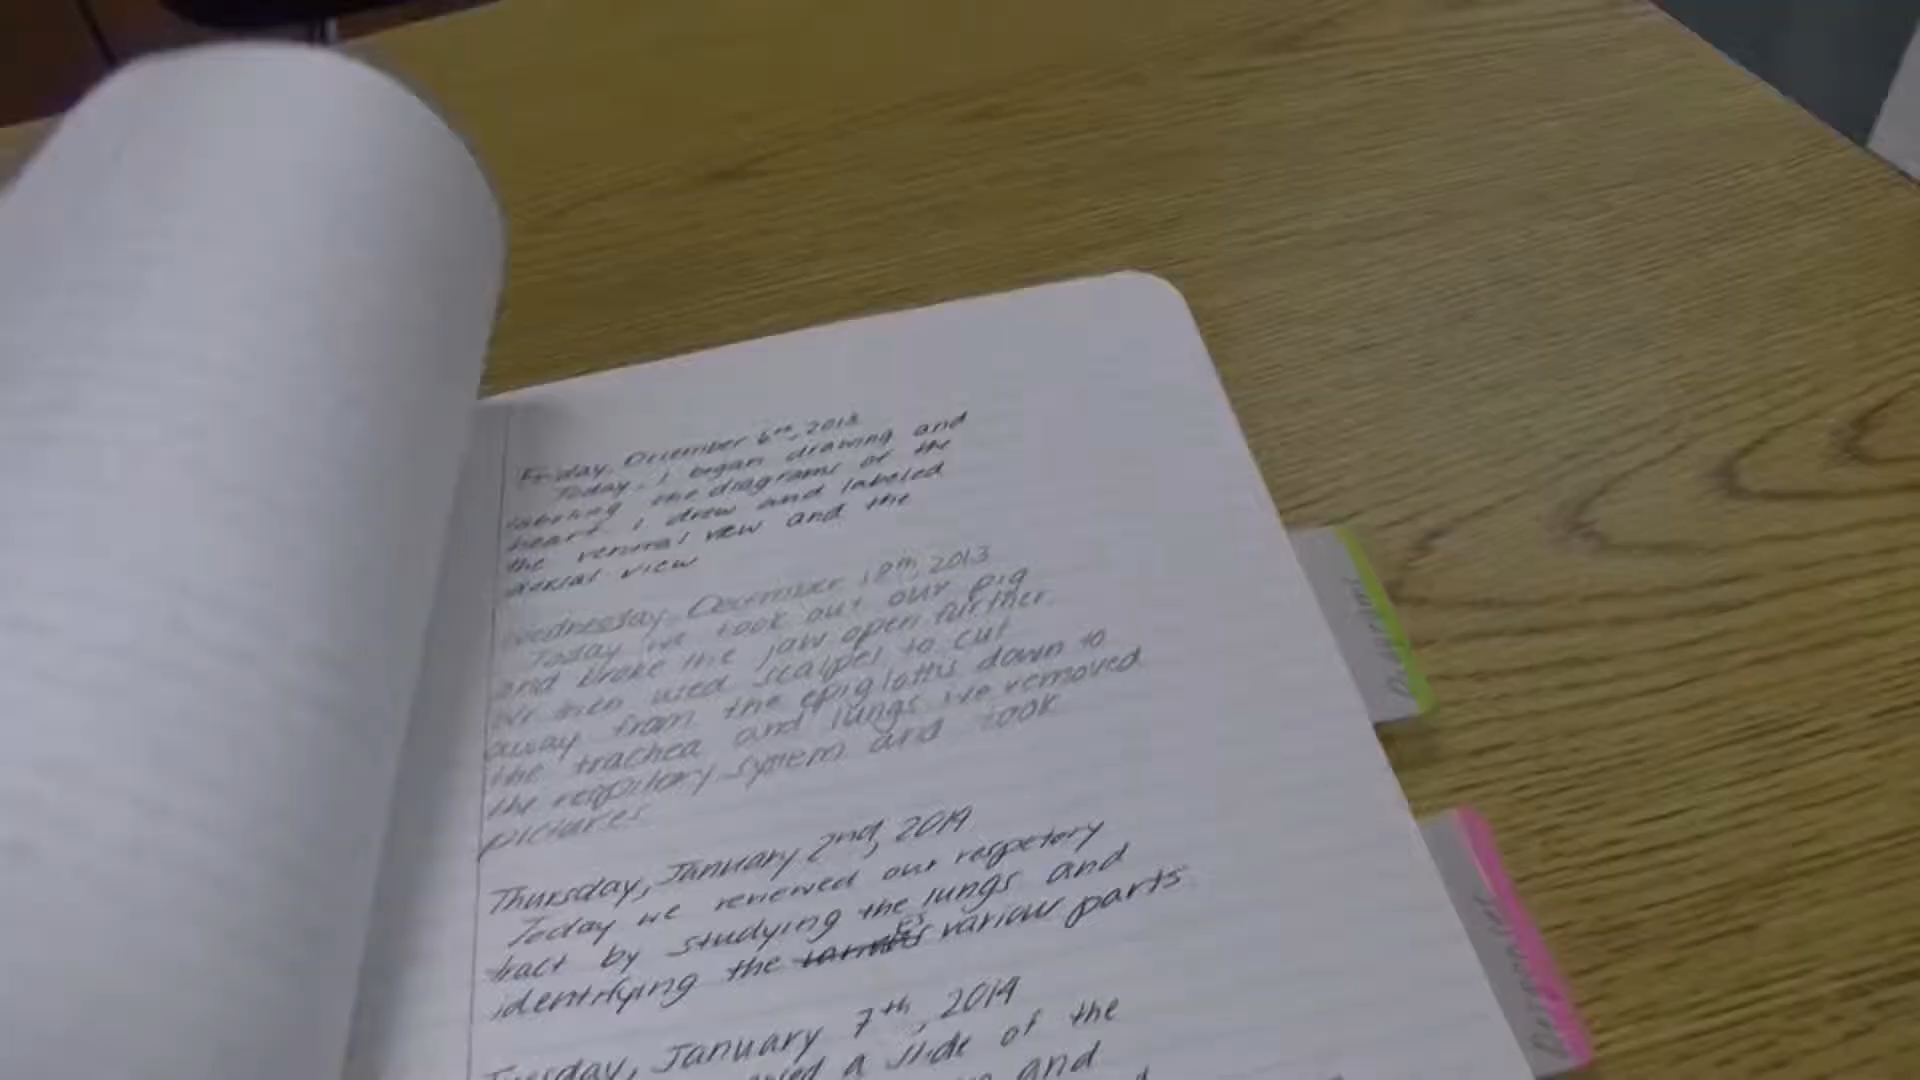 Friday, December 6th, 2013
Today, I began drawing and
labeling the diagrams of the
heart. I drew and labeled
the ventral view and the
view
Wednesday, December 18th, 2013
Today we took out our pig
and broke the jaw open further.
We then used scalpel to cut
away from the epiglottis down to
the trachea and lungs. We removed
the respitory system and took
pictures.
Thursday, January 2nd, 2014
Today we reviewed our respetory
tract by studying the lungs and
identifying the various parts
Tuesday, January 7th, 2014
a slide of the
and